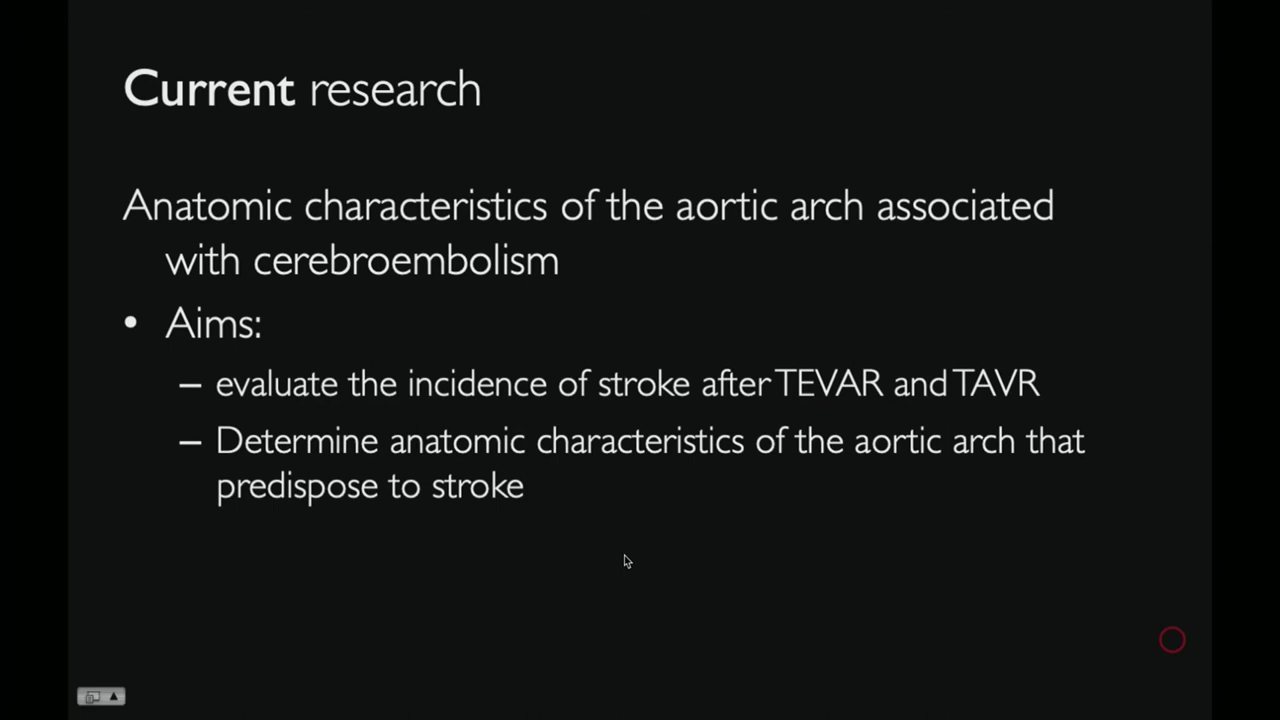 Current research
Anatomic characteristics of the aortic arch associated
with cerebroembolism
• Aims:
– evaluate the incidence of stroke after TEVAR and TAVR
– Determine anatomic characteristics of the aortic arch that
predispose to stroke